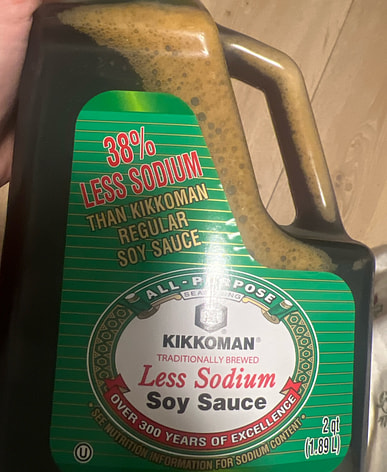 38%
LESS SODIUM
THAN KIKKOMAN
REGULAR
SOY SAUCE
ALL-PURPOSE
SEASONING
KIKKOMAN®
TRADITIONALLY BREWED
Less Sodium
Soy Sauce
OVER 300 YEARS OF EXCELLENCE
• SEE NUTRITION INFORMATION FOR SODIUM CONTENT •
U
2 qt
(1.89 L)